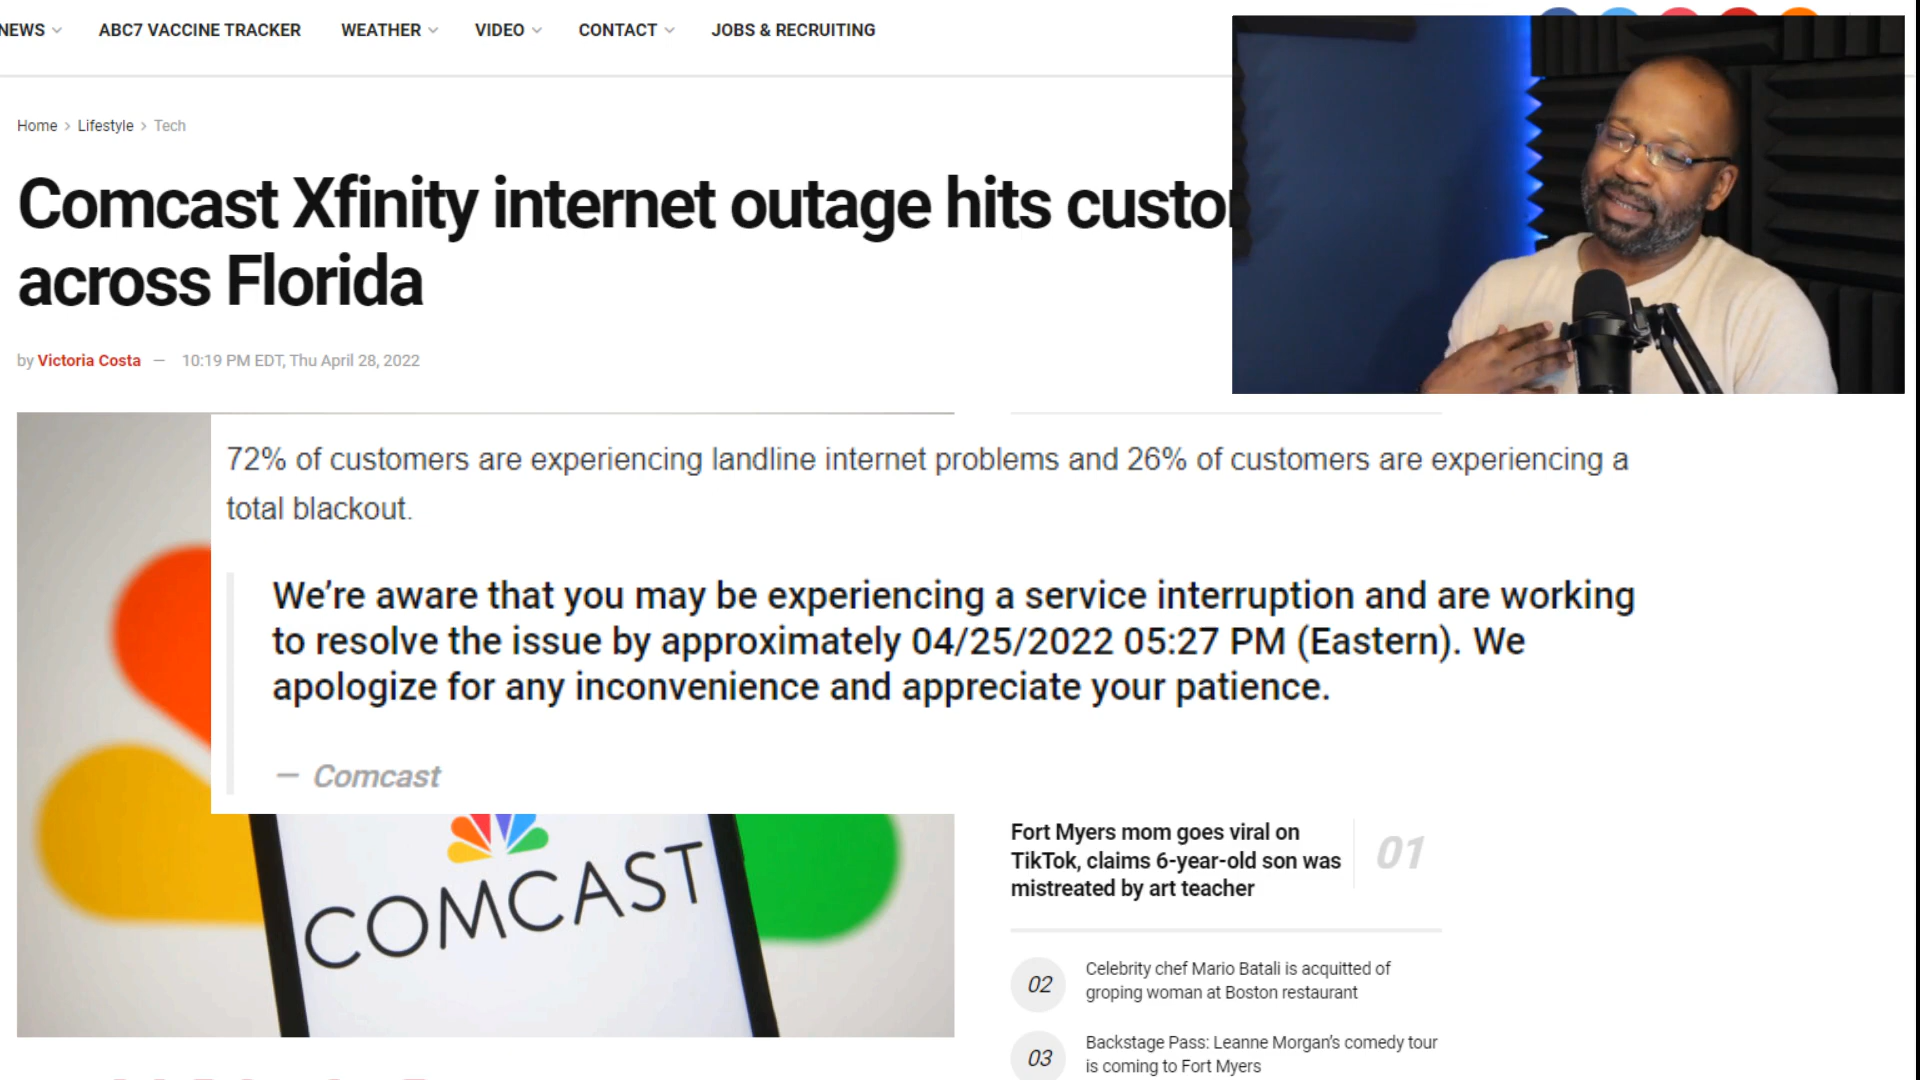 NEWS
ABC7 VACCINE TRACKER
WEATHER
VIDEO
CONTACT
JOBS & RECRUITING
Home > Lifestyle > Tech
Comcast Xfinity internet outage hits custo
across Florida
by Victoria Costa — 10:19 PM EDT, Thu April 28, 2022
72% of customers are experiencing landline internet problems and 26% of customers are experiencing a
total blackout.
We’re aware that you may be experiencing a service interruption and are working
to resolve the issue by approximately 04/25/2022 05:27 PM (Eastern). We
apologize for any inconvenience and appreciate your patience.
— Comcast
COMCAST
Fort Myers mom goes viral on
TikTok, claims 6-year-old son was
mistreated by art teacher
01
02
Celebrity chef Mario Batali is acquitted of
groping woman at Boston restaurant
03
Backstage Pass: Leanne Morgan’s comedy tour
is coming to Fort Myers